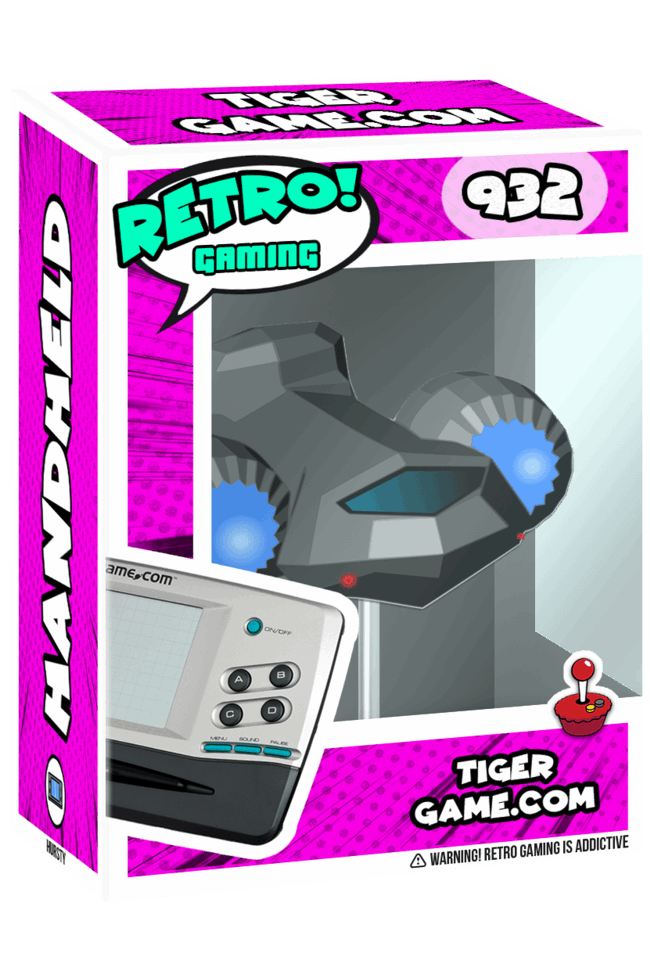 TIGER
GAME.COM
RETRO!
GAMING
932
HANDHELD
HURSTY
ame.com™
ON/OFF
A
B
C
D
MENU SOUND PAUSE
TIGER
GAME.COM
WARNING! RETRO GAMING IS ADDICTIVE